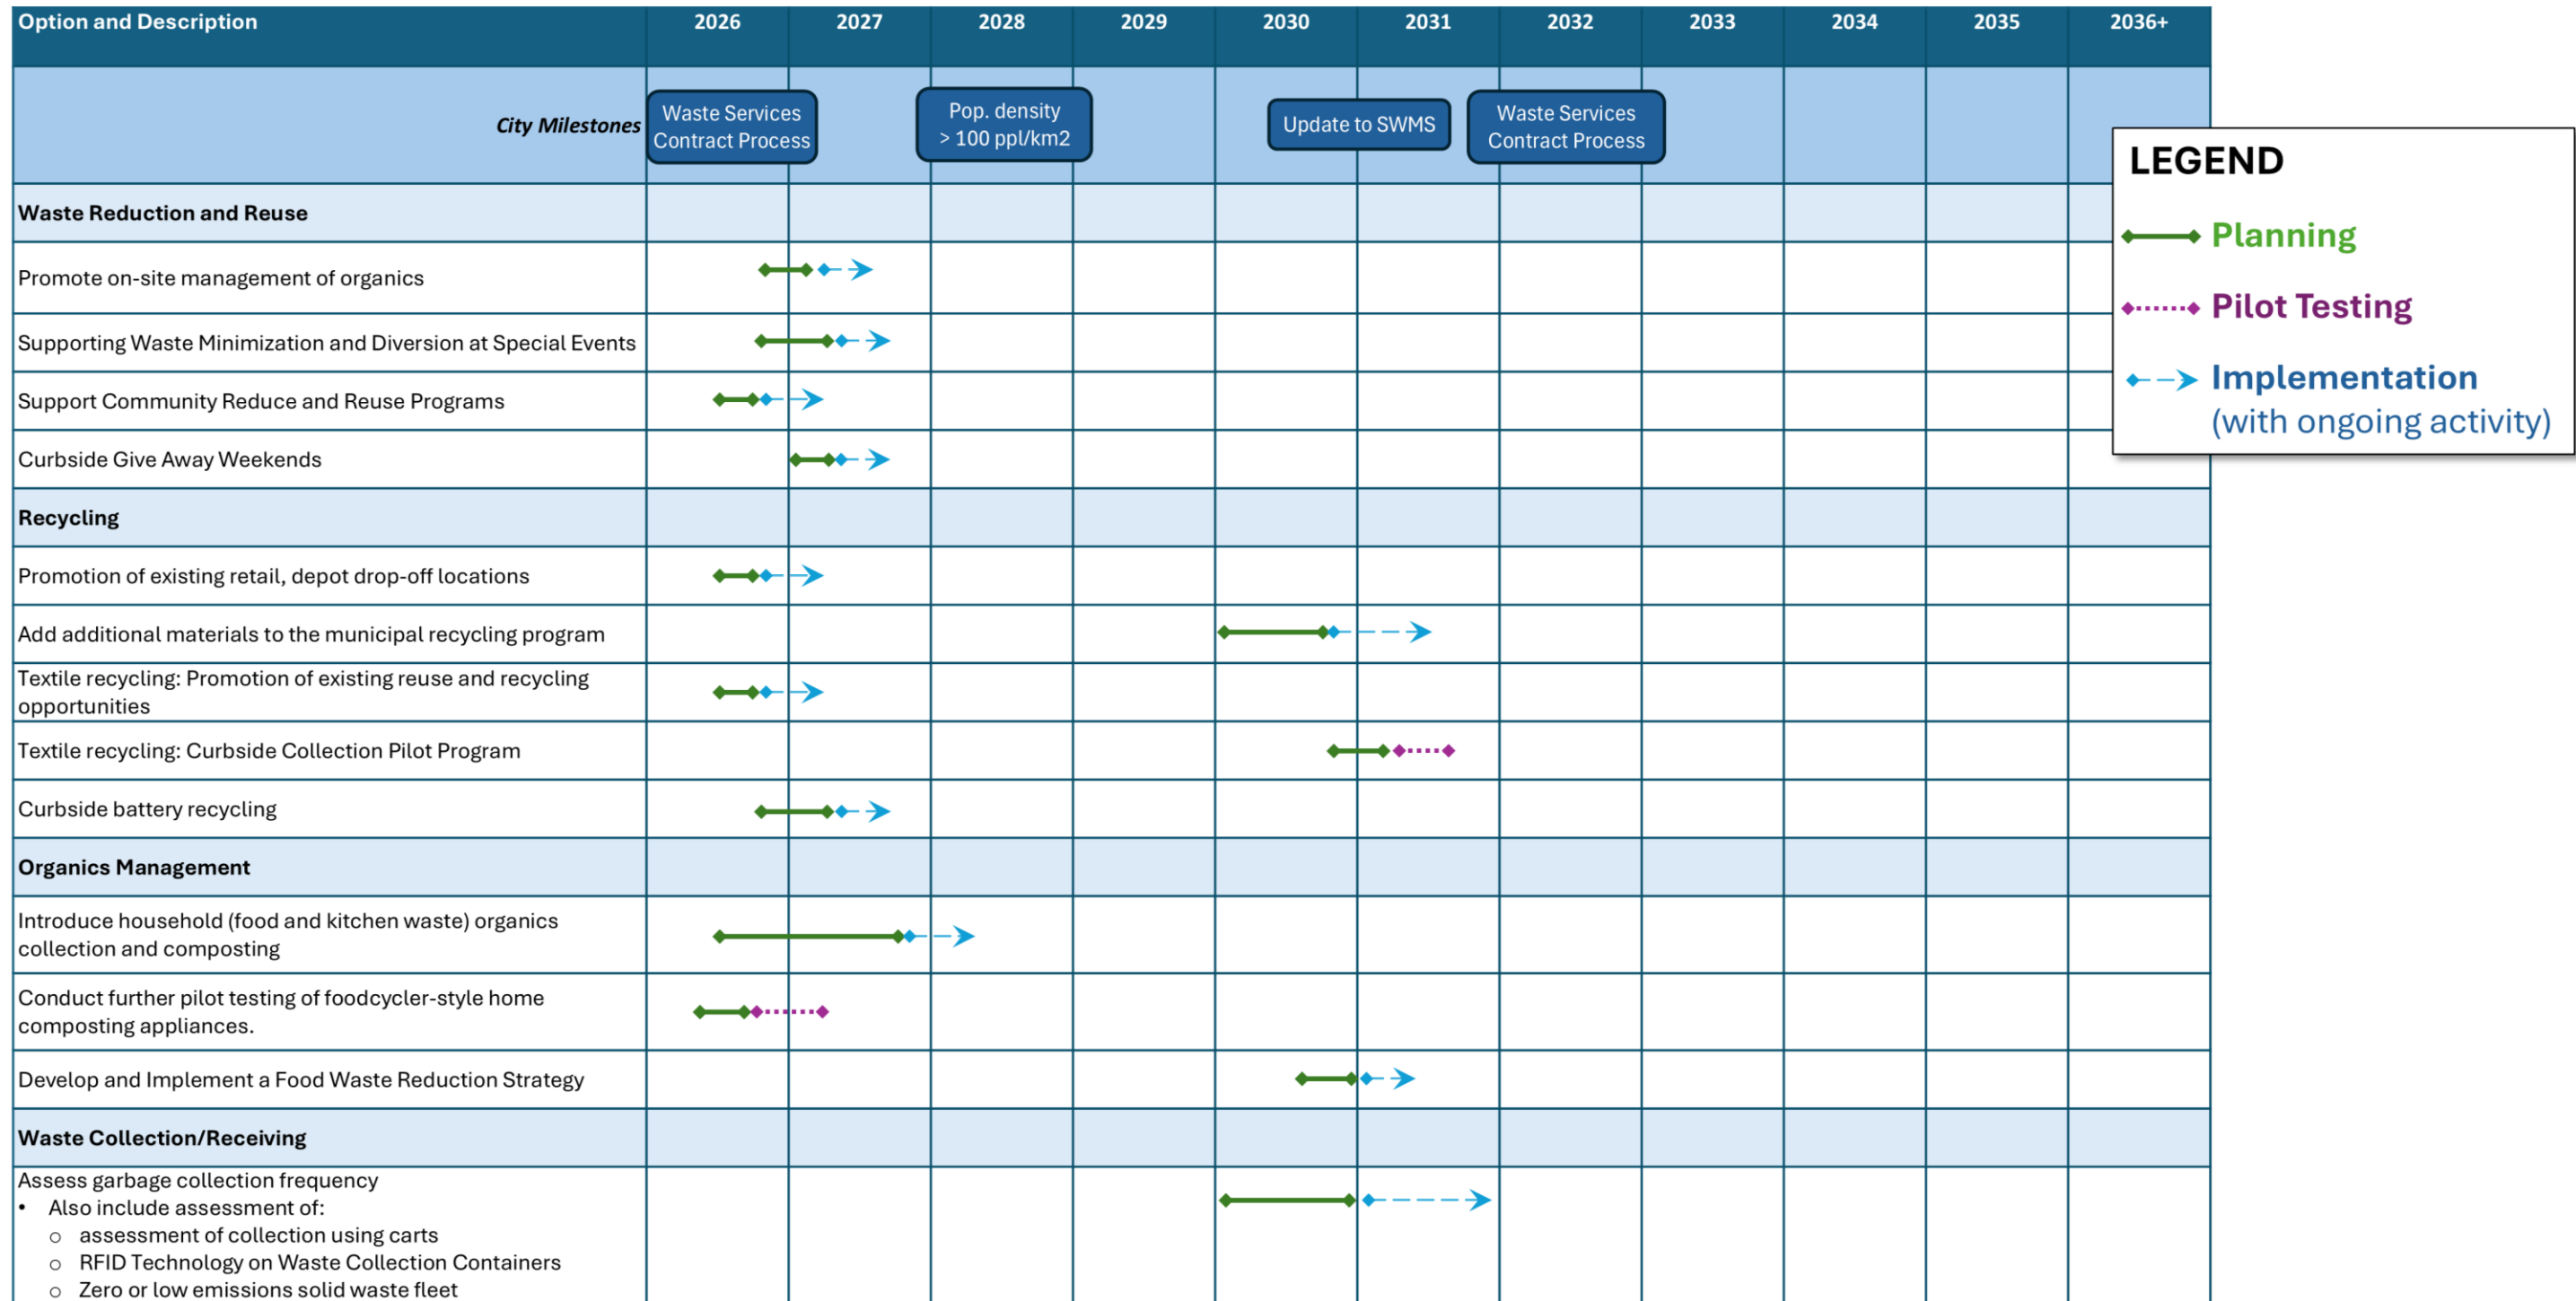 Option and Description 2026 2027 2028 2029 2030 2031 2032 2033 2034 2035 2036+
City Milestones
Waste Services
Contract Process
Pop. density
> 100 ppl/km2
Update to SWMS
Waste Services
Contract Process
LEGEND
Planning
Pilot Testing
Implementation
(with ongoing activity)
Waste Reduction and Reuse
Promote on-site management of organics
Supporting Waste Minimization and Diversion at Special Events
Support Community Reduce and Reuse Programs
Curbside Give Away Weekends
Recycling
Promotion of existing retail, depot drop-off locations
Add additional materials to the municipal recycling program
Textile recycling: Promotion of existing reuse and recycling
opportunities
Textile recycling: Curbside Collection Pilot Program
Curbside battery recycling
Organics Management
Introduce household (food and kitchen waste) organics
collection and composting
Conduct further pilot testing of foodcycler-style home
composting appliances.
Develop and Implement a Food Waste Reduction Strategy
Waste Collection/Receiving
Assess garbage collection frequency
• Also include assessment of:
o assessment of collection using carts
o RFID Technology on Waste Collection Containers
o Zero or low emissions solid waste fleet